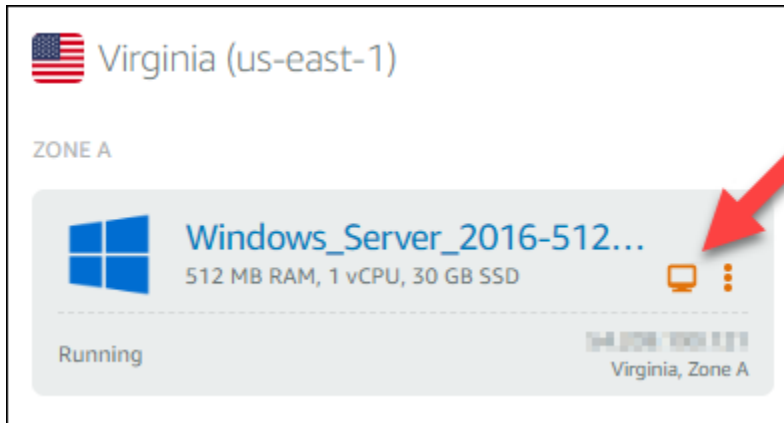 Virginia (us-east-1)
ZONE A
Windows_Server_2016-512...
512 MB RAM, 1 vCPU, 30 GB SSD
Running
Virginia, Zone A